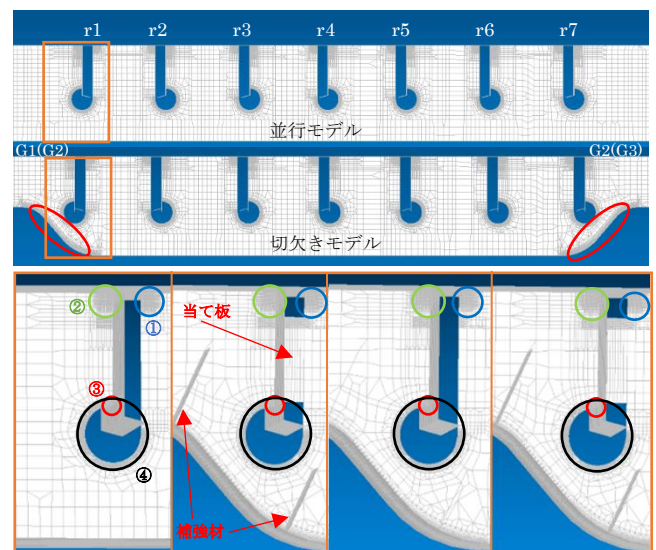 r1 r2 r3 r4 r5 r6 r7
並行モデル
G1(G2) G2(G3)
切欠きモデル
②
①
当て板
③
④
補強材